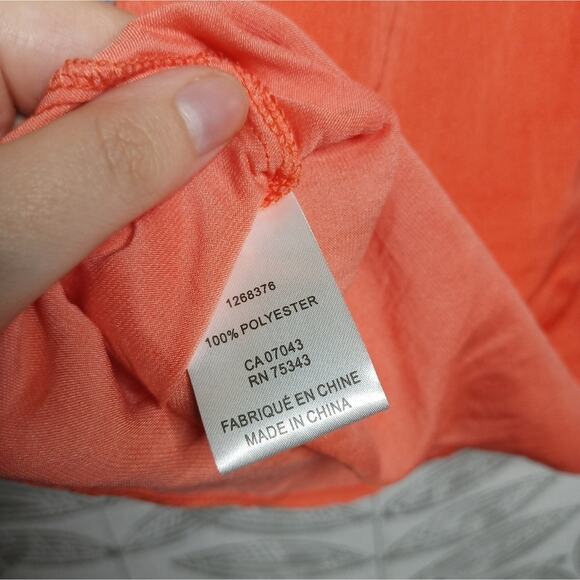 1268376
100% POLYESTER
CA 07043
RN 75343
FABRIQUÉ EN CHINE
MADE IN CHINA